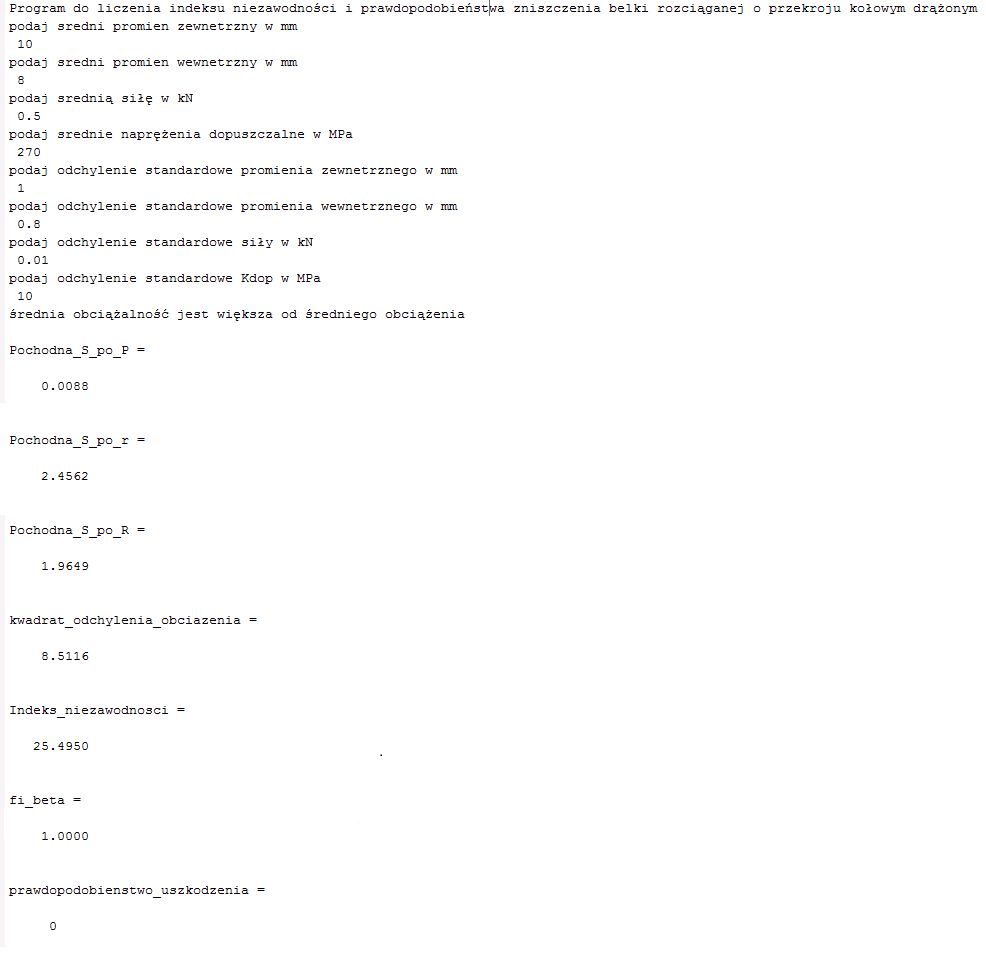 Program do liczenia indeksu niezawodności i prawdopodobieństwa zniszczenia belki rozciąganej o przekroju kołowym drążonym
podaj sredni promien zewnetrzny w mm
10
podaj sredni promien wewnetrzny w mm
8
podaj srednią siłę w kN
0.5
podaj srednie naprężenia dopuszczalne w MPa
270
podaj odchylenie standardowe promienia zewnetrznego w mm
1
podaj odchylenie standardowe promienia wewnetrznego w mm
0.8
podaj odchylenie standardowe siły w kN
0.01
podaj odchylenie standardowe Kdop w MPa
10
średnia obciążalność jest większa od średniego obciążenia
Pochodna_S_po_P =
0.0088
Pochodna_S_po_r =
2.4562
Pochodna_S_po_R =
1.9649
kwadrat_odchylenia_obciazenia =
8.5116
Indeks_niezawodnosci =
25.4950
fi_beta =
1.0000
prawdopodobienstwo_uszkodzenia =
0